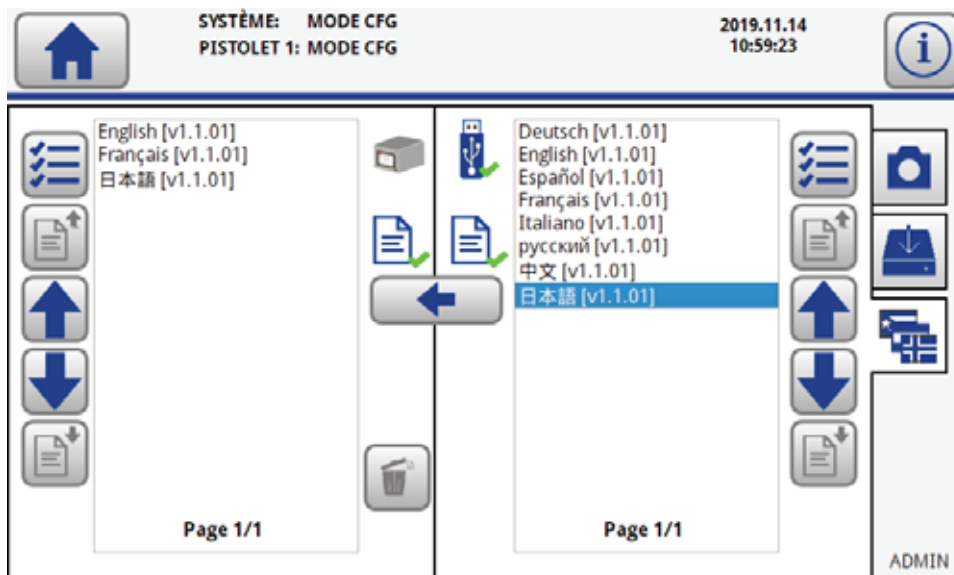 SYSTÈME: MODE CFG
PISTOLET 1: MODE CFG
2019.11.14
10:59:23
English [v1.1.01]
Français [v1.1.01]
日本語 [v1.1.01]
Page 1/1
Deutsch [v1.1.01]
English [v1.1.01]
Español [v1.1.01]
Français [v1.1.01]
Italiano [v1.1.01]
русский [v1.1.01]
中文 [v1.1.01]
日本語 [v1.1.01]
Page 1/1
ADMIN